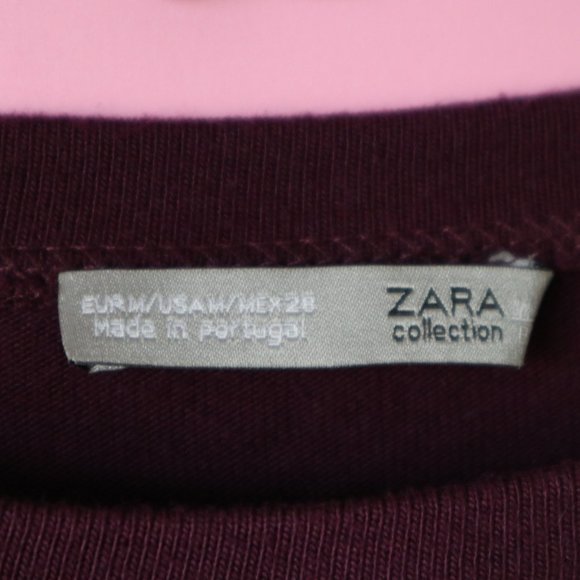 EUR M/USA M/MEX 28
Made in Portugal
ZARA
collection